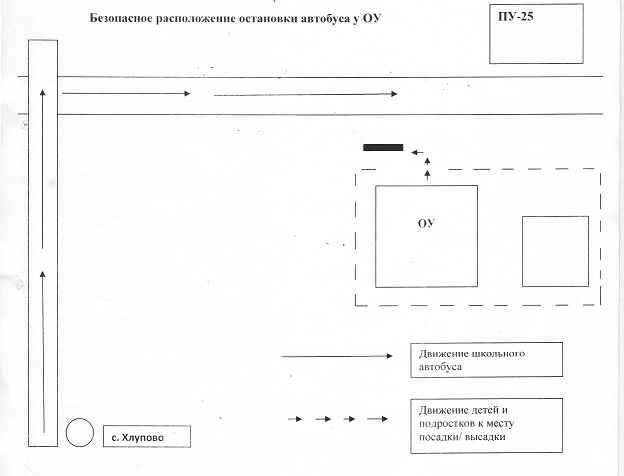 Безопасное расположение остановки автобуса у ОУ
ПУ-25
ОУ
Движение школьного
автобуса
Движение детей и
подростков к месту
посадки/ высадки
с. Хлупово